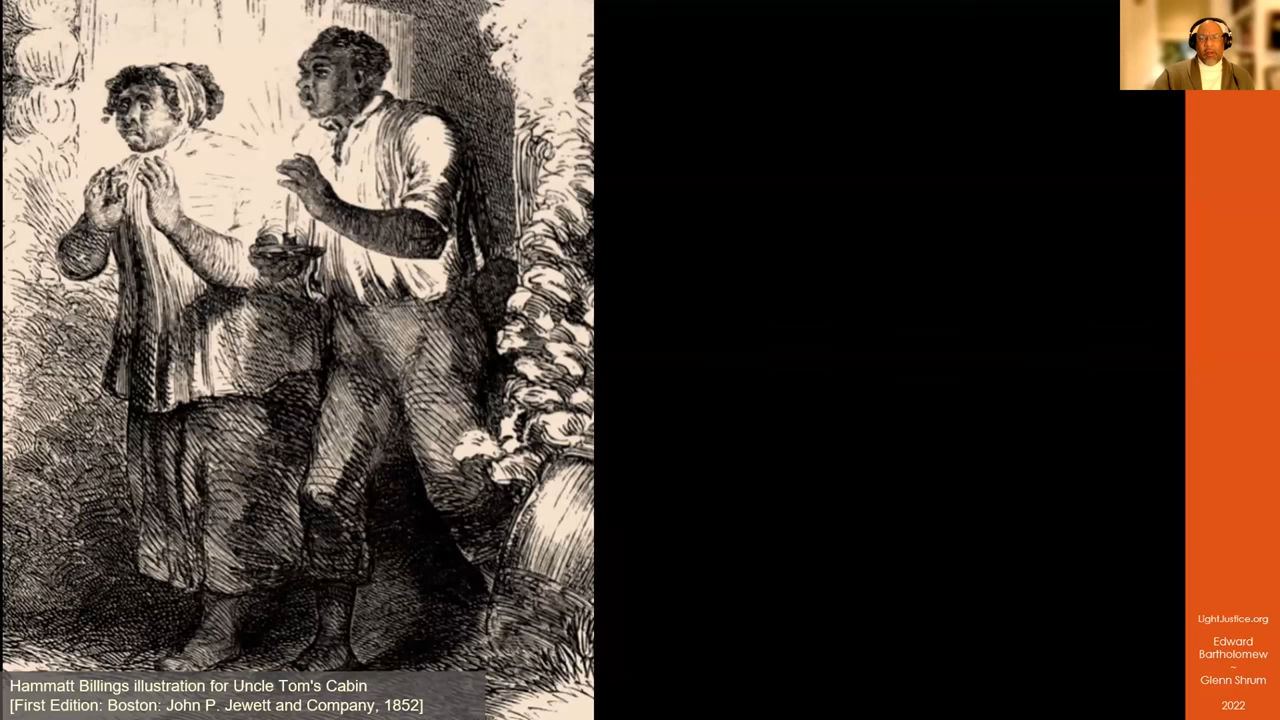 Hammatt Billings illustration for Uncle Tom's Cabin
[First Edition: Boston: John P. Jewett and Company, 1852]
LightJustice.org
Edward
Bartholomew
~
Glenn Shrum
2022